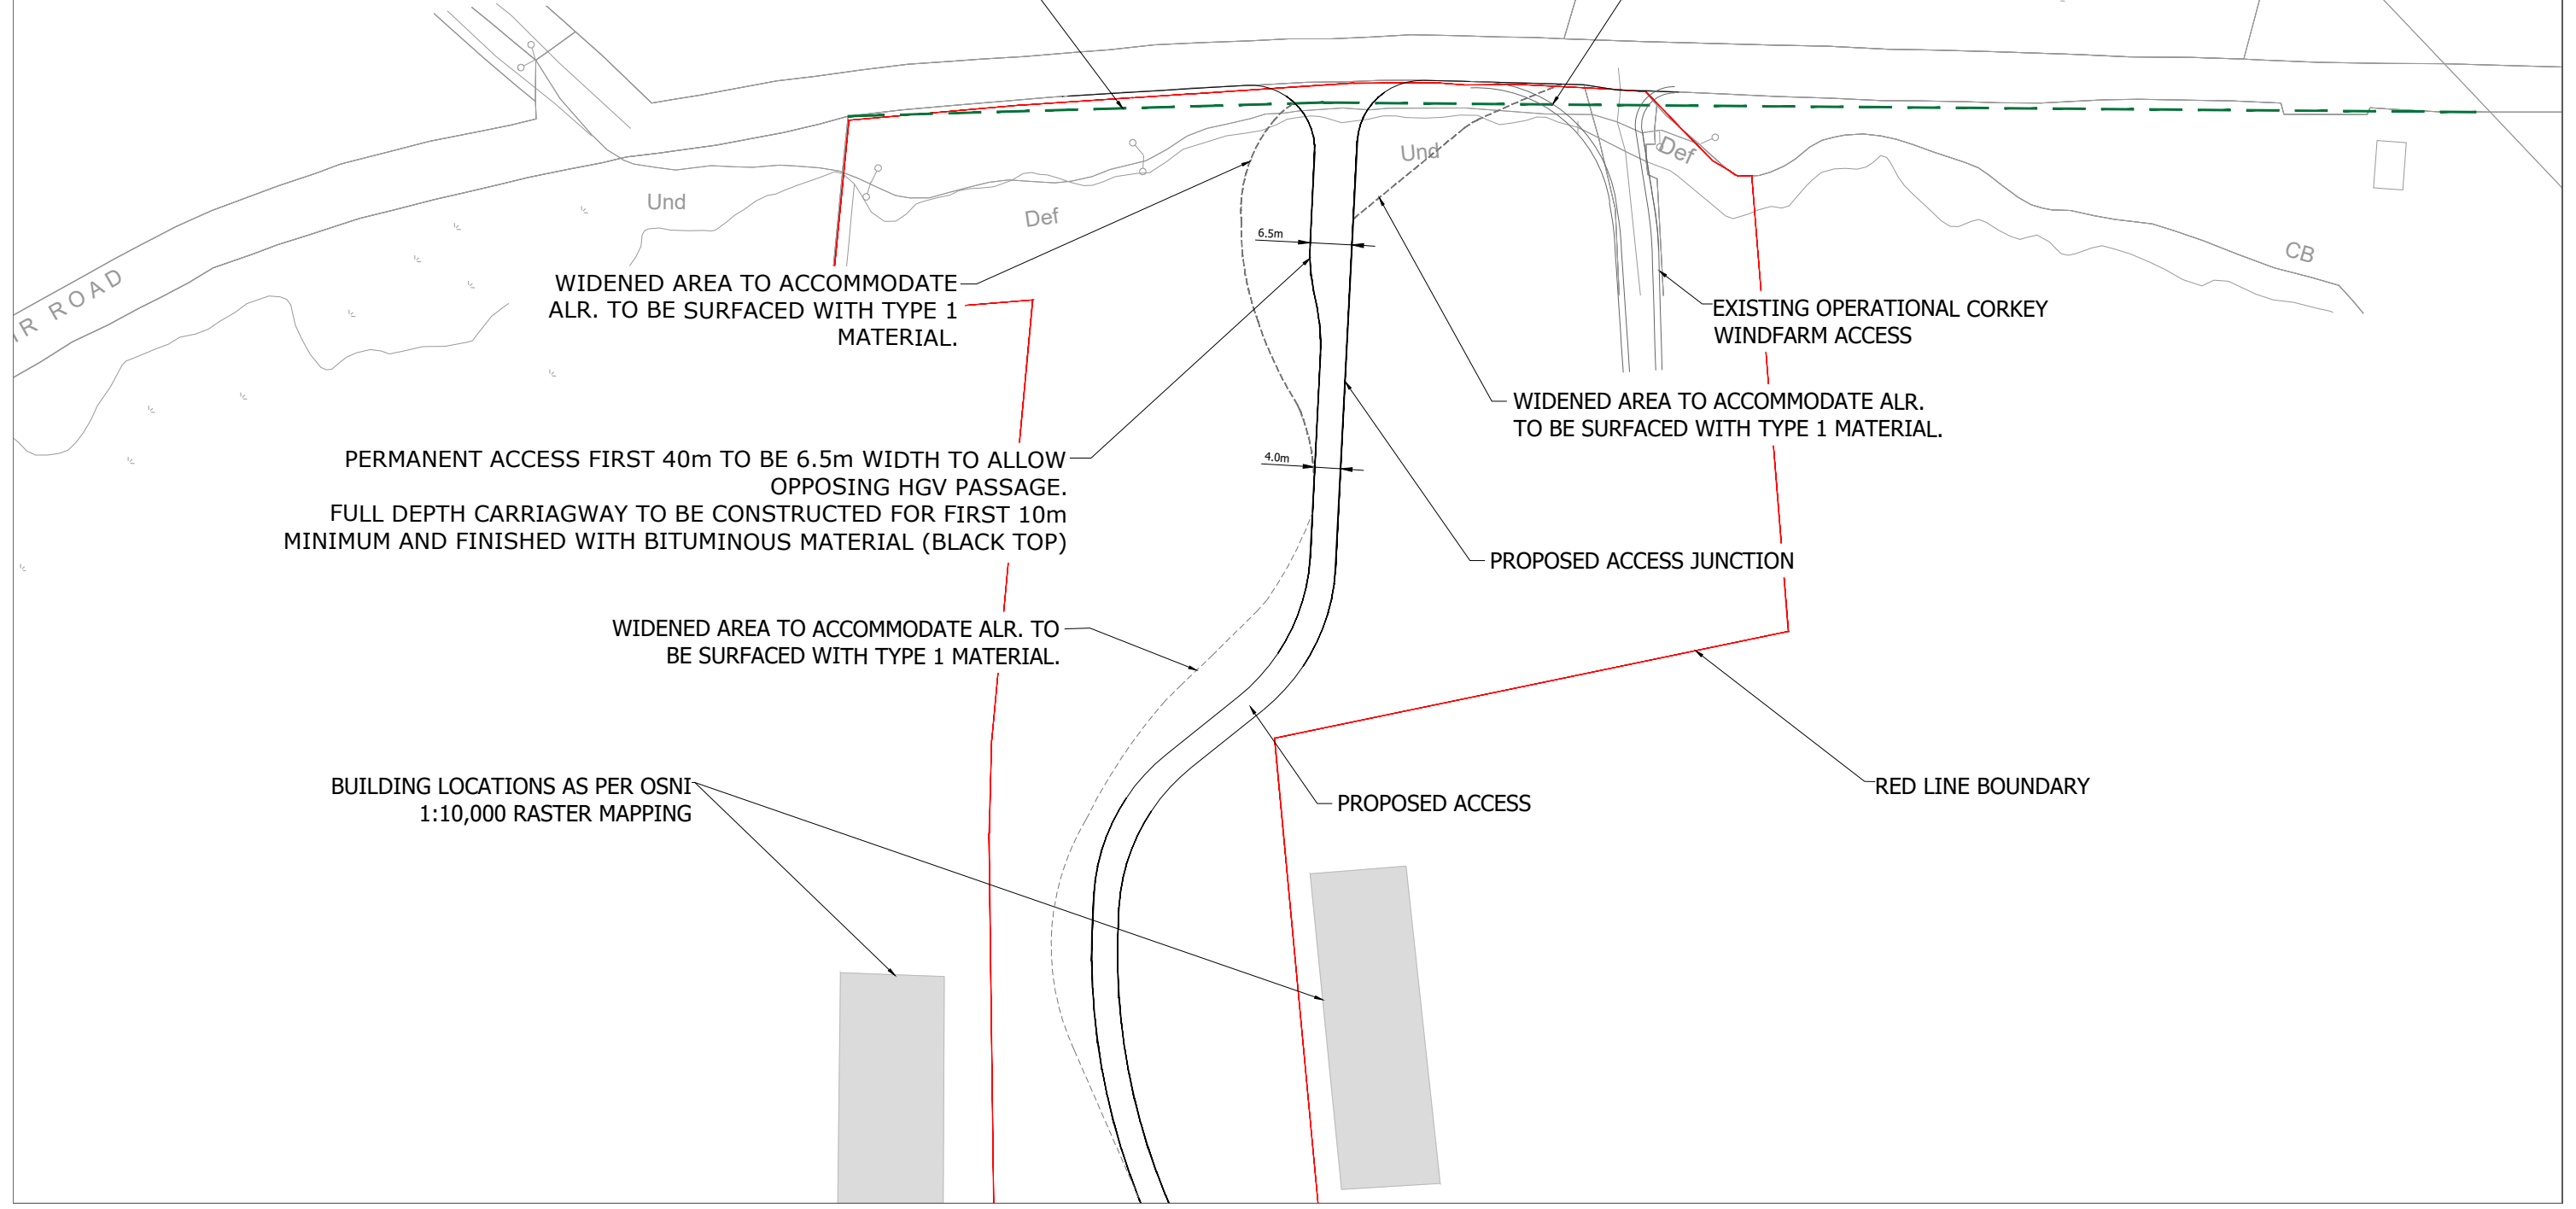 Und
Def
Und
Def
CB
R ROAD
6.5m
WIDENED AREA TO ACCOMMODATE
ALR. TO BE SURFACED WITH TYPE 1
MATERIAL.
EXISTING OPERATIONAL CORKEY
WINDFARM ACCESS
WIDENED AREA TO ACCOMMODATE ALR.
TO BE SURFACED WITH TYPE 1 MATERIAL.
PERMANENT ACCESS FIRST 40m TO BE 6.5m WIDTH TO ALLOW
OPPOSING HGV PASSAGE.
FULL DEPTH CARRIAGWAY TO BE CONSTRUCTED FOR FIRST 10m
MINIMUM AND FINISHED WITH BITUMINOUS MATERIAL (BLACK TOP)
4.0m
PROPOSED ACCESS JUNCTION
WIDENED AREA TO ACCOMMODATE ALR. TO
BE SURFACED WITH TYPE 1 MATERIAL.
BUILDING LOCATIONS AS PER OSNI
1:10,000 RASTER MAPPING
PROPOSED ACCESS
RED LINE BOUNDARY